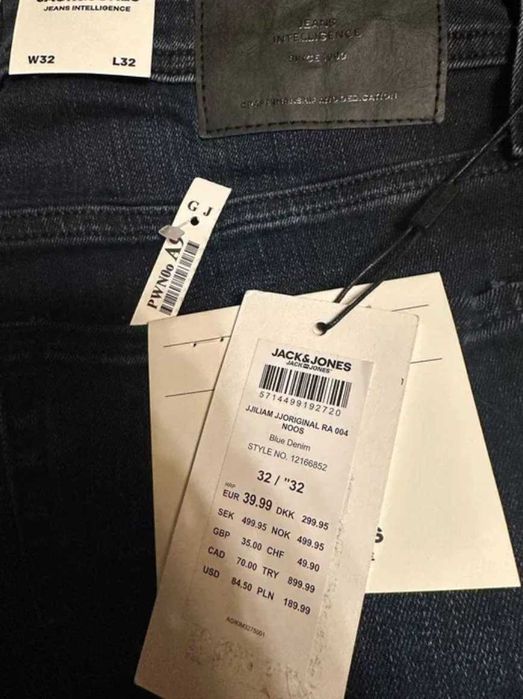 JEANS INTELLIGENCE
W32 L32
JEANS
INTELLIGENCE
G J
PWN00 A
JACK&JONES
JACK JONES
5714499192720
JJILIAM JJORIGINAL RA 004
NOOS
Blue Denim
STYLE NO. 12166852
32 / "32
RRP
EUR 39.99 DKK 299.95
SEK 499.95 NOK 499.95
GBP 35.00 CHF 49.90
CAD 70.00 TRY 899.99
USD 84.50 PLN 189.99
S